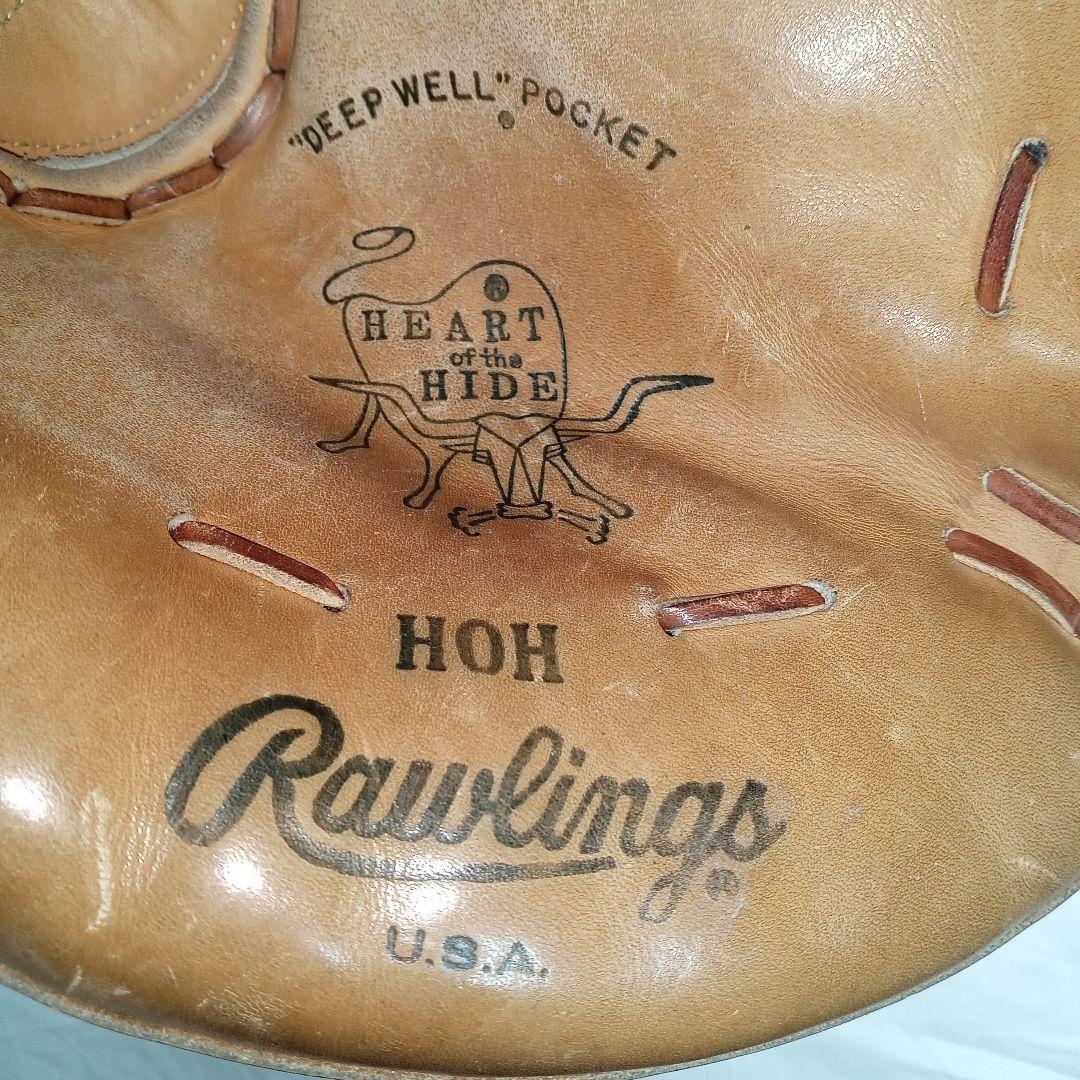 "DEEP WELL"® POCKET
®
HEART
of the
HIDE
HOH
Rawlings®
U.S.A.